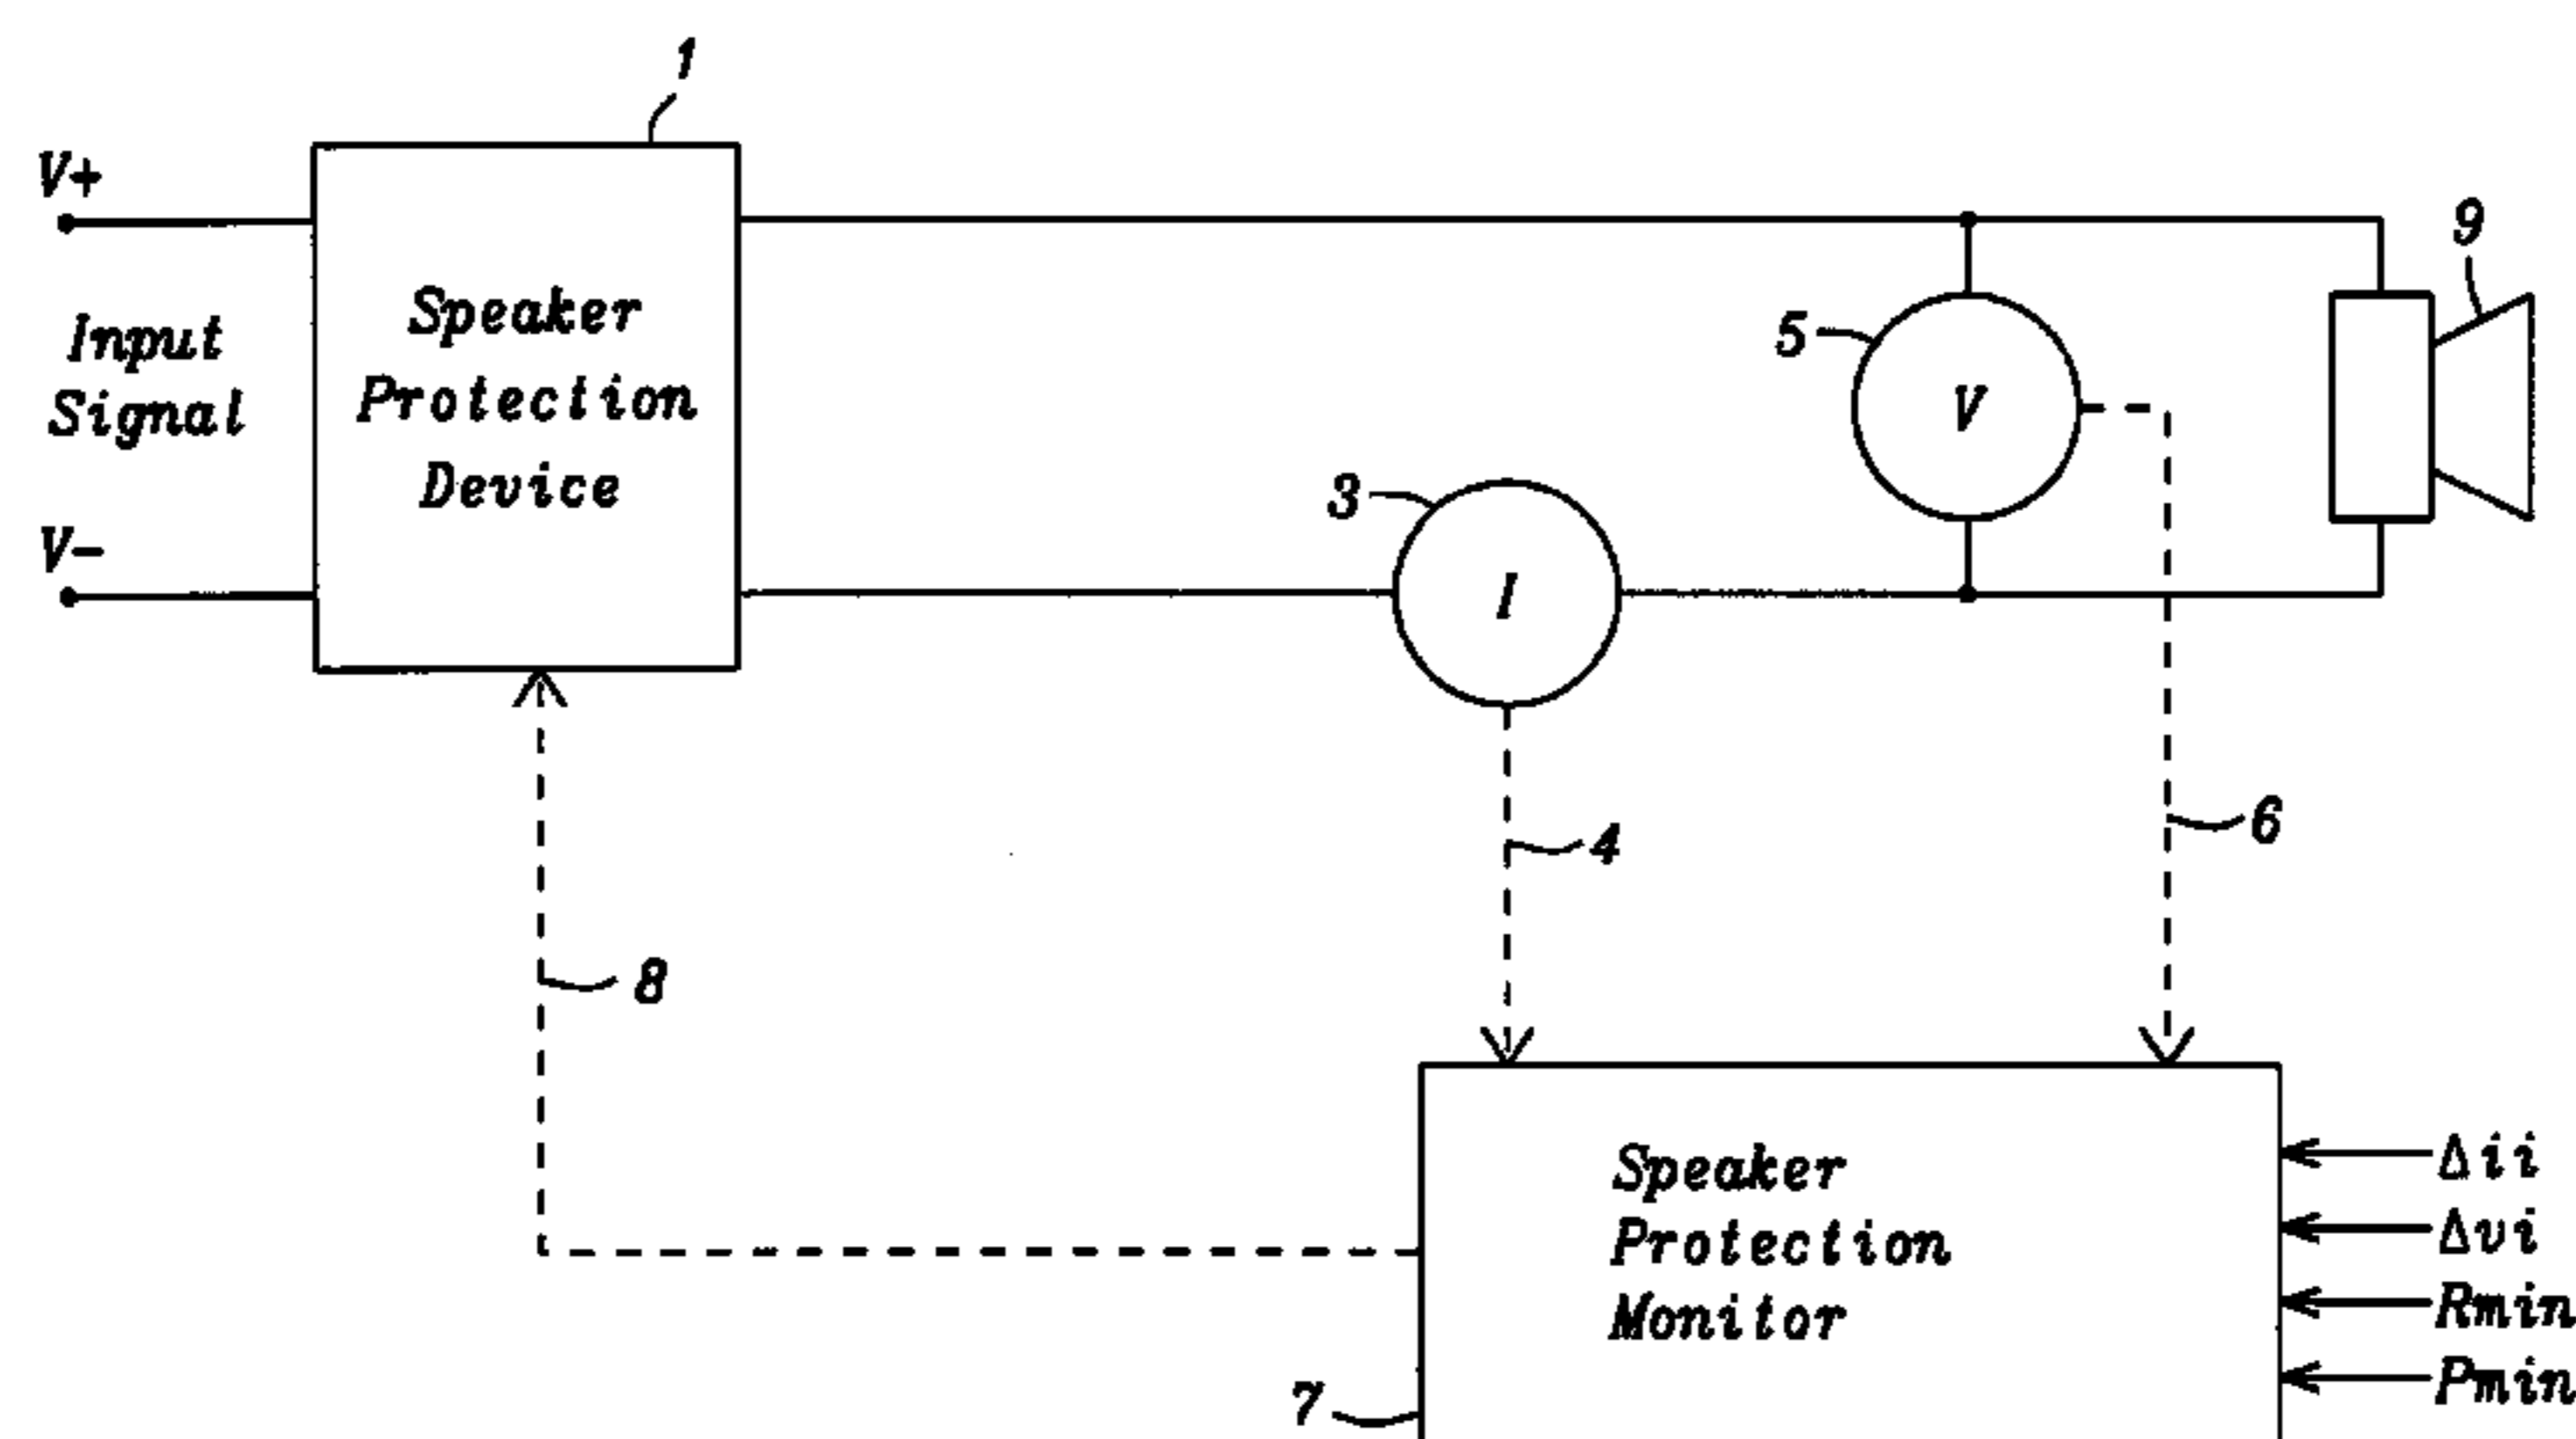 1
V+
Input
Signal
V-
Speaker
Protection
Device
9
5
V
3
I
4
6
8
Speaker
Protection
Monitor
7
Δii
Δvi
Rmin
Pmin